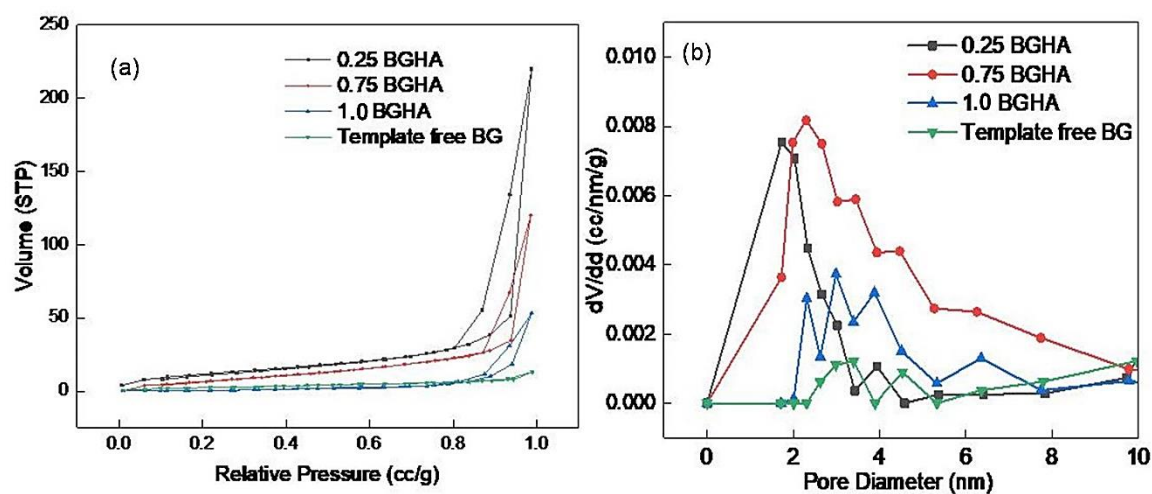 (a)
0.25 BGHA
0.75 BGHA
1.0 BGHA
Template free BG
Volume (STP)
250
200
150
100
50
0
0.0 0.2 0.4 0.6 0.8 1.0
Relative Pressure (cc/g)
(b)
0.25 BGHA
0.75 BGHA
1.0 BGHA
Template free BG
dV/dd (cc/nm/g)
0.010
0.008
0.006
0.004
0.002
0.000
0 2 4 6 8 10
Pore Diameter (nm)